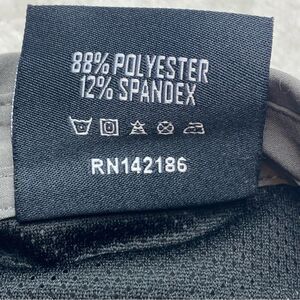 88% POLYESTER
12% SPANDEX
RN142186